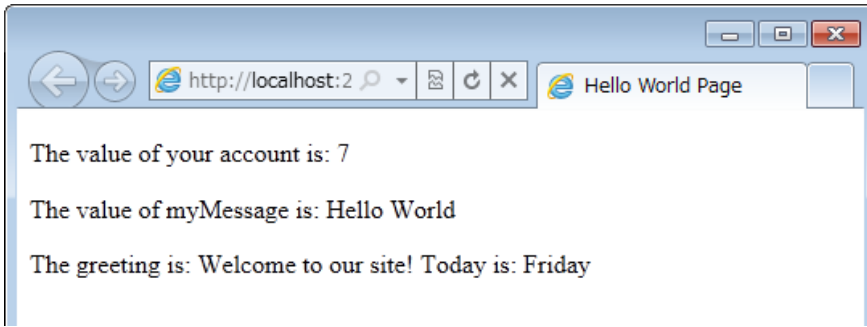 http://localhost:2
Hello World Page
The value of your account is: 7
The value of myMessage is: Hello World
The greeting is: Welcome to our site! Today is: Friday